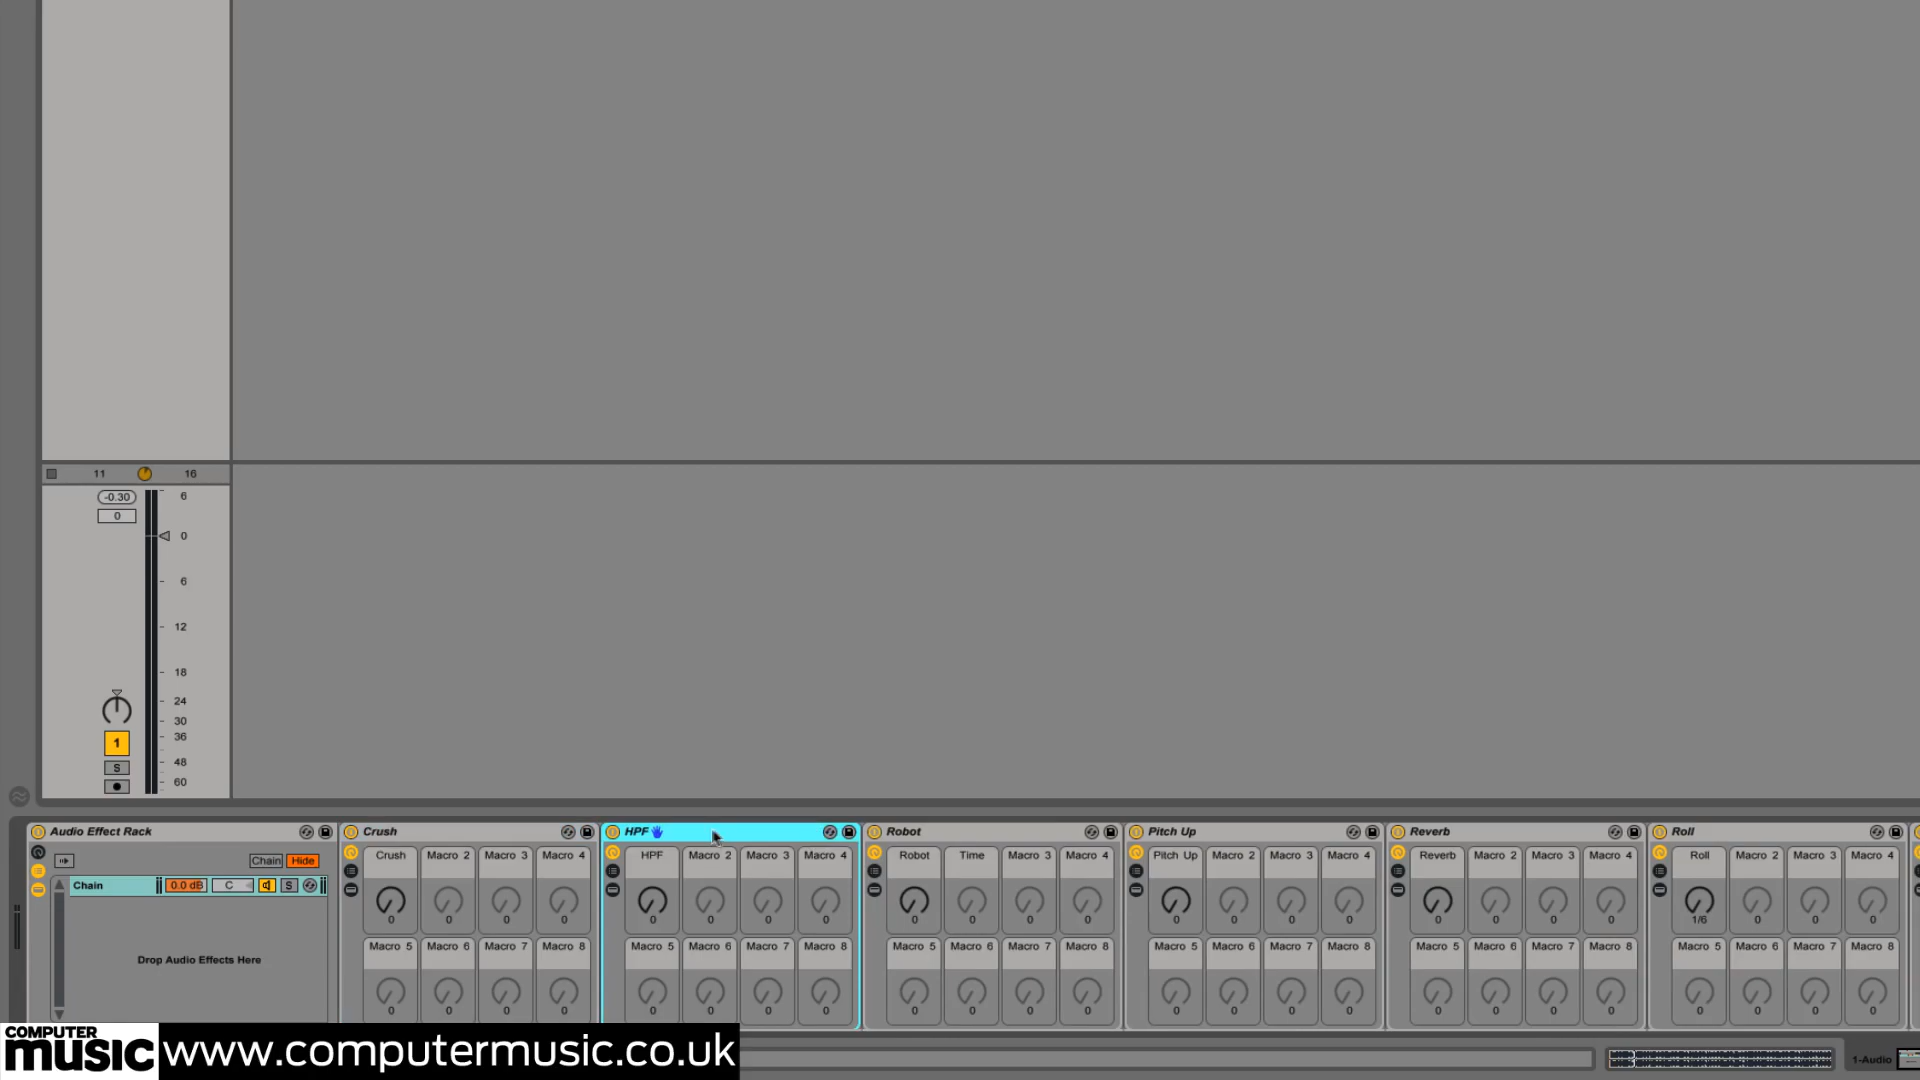 11 16
-0.30 6
0
0
6
12
18
24
30
1 36
48
S 60
Audio Effect Rack
Chain Hide
Chain 0.0 dB C S
Drop Audio Effects Here
Crush
Crush Macro 2 Macro 3 Macro 4
0 0 0 0
Macro 5 Macro 6 Macro 7 Macro 8
0 0 0 0
HPF
HPF Macro 2 Macro 3 Macro 4
0 0 0 0
Macro 5 Macro 6 Macro 7 Macro 8
0 0 0 0
Robot
Robot Time Macro 3 Macro 4
0 0 0 0
Macro 5 Macro 6 Macro 7 Macro 8
0 0 0 0
Pitch Up
Pitch Up Macro 2 Macro 3 Macro 4
0 0 0 0
Macro 5 Macro 6 Macro 7 Macro 8
0 0 0 0
Reverb
Reverb Macro 2 Macro 3 Macro 4
0 0 0 0
Macro 5 Macro 6 Macro 7 Macro 8
0 0 0 0
Roll
Roll Macro 2 Macro 3 Macro 4
1/6 0 0 0
Macro 5 Macro 6 Macro 7 Macro 8
0 0 0 0
COMPUTER
music www.computermusic.co.uk
1-Audio